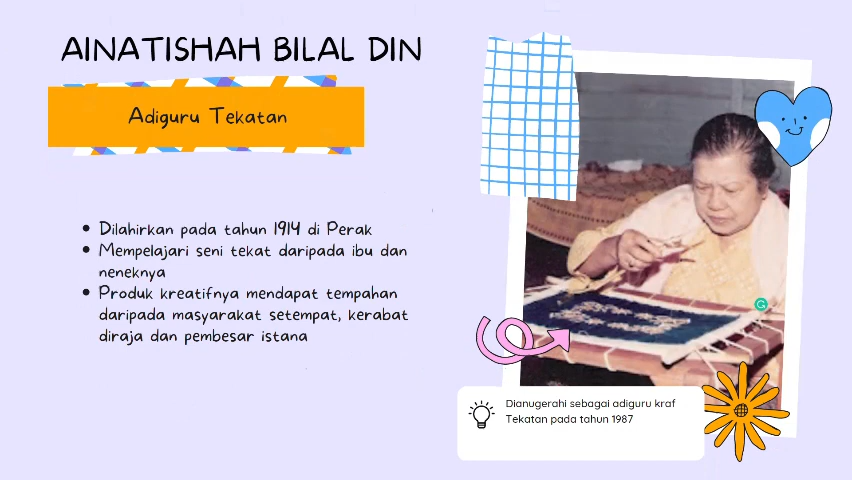 AINATISHAH BILAL DIN
Adiguru Tekatan
• Dilahirkan pada tahun 1914 di Perak
• Mempelajari seni tekat daripada ibu dan
neneknya
• Produk kreatifnya mendapat tempahan
daripada masyarakat setempat, kerabat
diraja dan pembesar istana
Dianugerahi sebagai adiguru kraf
Tekatan pada tahun 1987